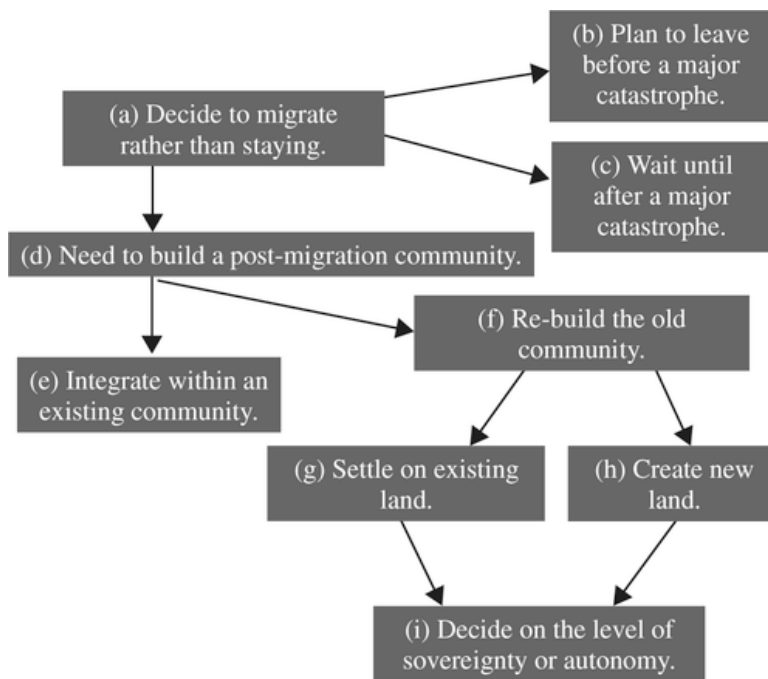 (b) Plan to leave
before a major
catastrophe.
(a) Decide to migrate
rather than staying.
(c) Wait until
after a major
catastrophe.
(d) Need to build a post-migration community.
(f) Re-build the old
community.
(e) Integrate within an
existing community.
(g) Settle on existing
land.
(h) Create new
land.
(i) Decide on the level of
sovereignty or autonomy.